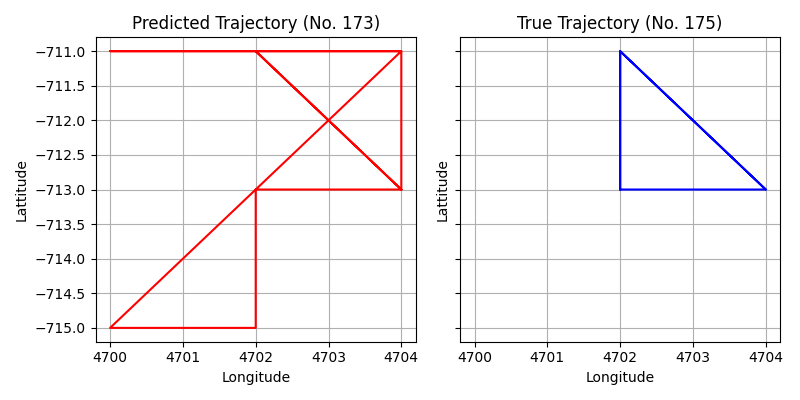 Predicted Trajectory (No. 173)
True Trajectory (No. 175)
Lattitude
−711.0
−711.5
−712.0
−712.5
−713.0
−713.5
−714.0
−714.5
−715.0
4700 4701 4702 4703 4704
Longitude
Lattitude
4700 4701 4702 4703 4704
Longitude